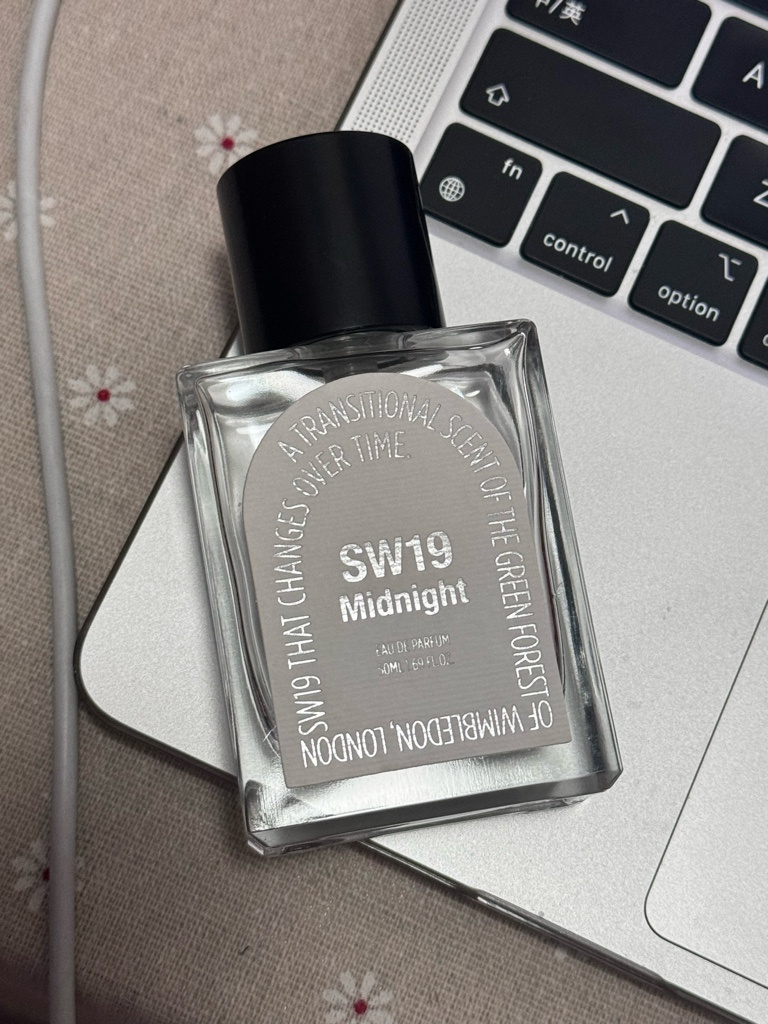 中/英
A
fn
Z
control
option
A TRANSITIONAL SCENT OF THE GREEN FOREST
OF WIMBLEDON, LONDON
SW19 THAT CHANGES OVER TIME.
SW19
Midnight
EAU DE PARFUM
50ML 1.69 FL.OZ.